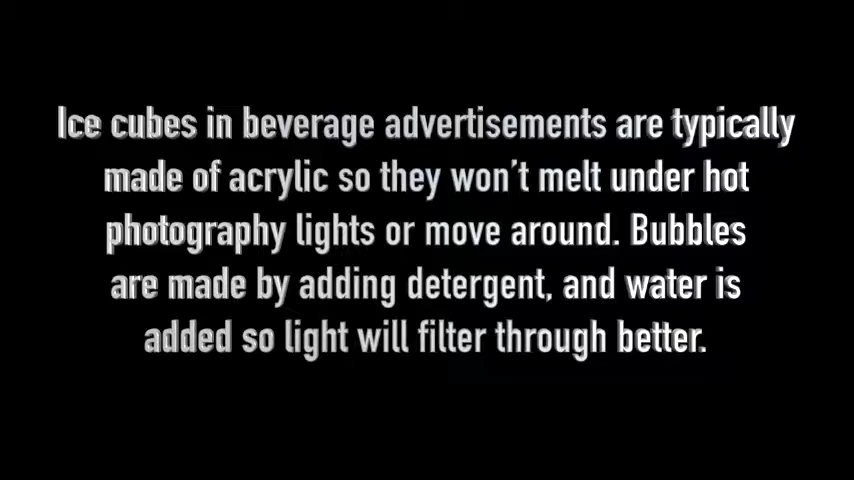 Ice cubes in beverage advertisements are typically
made of acrylic so they won't melt under hot
photography lights or move around. Bubbles
are made by adding detergent, and water is
added so light will filter through better.